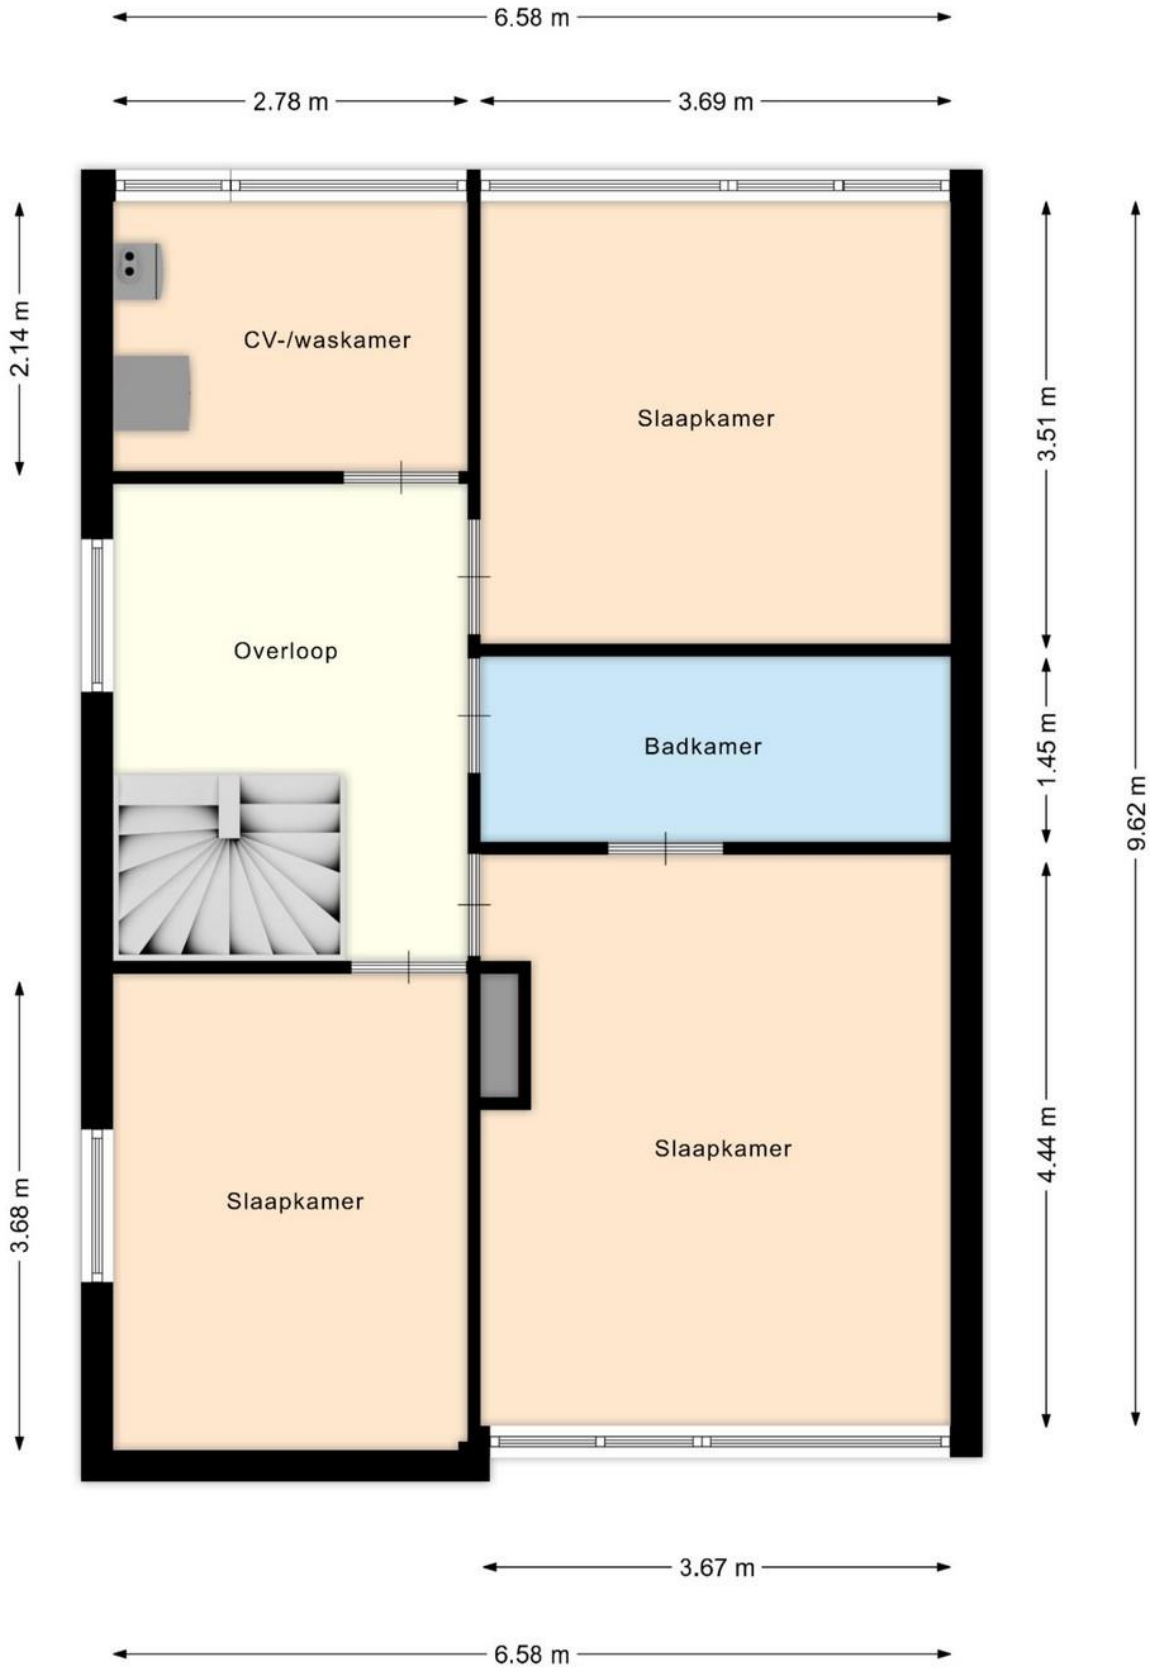 6.58 m
2.78 m
3.69 m
2.14 m
CV-/waskamer
3.51 m
Slaapkamer
Overloop
1.45 m
Badkamer
9.62 m
4.44 m
Slaapkamer
3.68 m
Slaapkamer
3.67 m
6.58 m